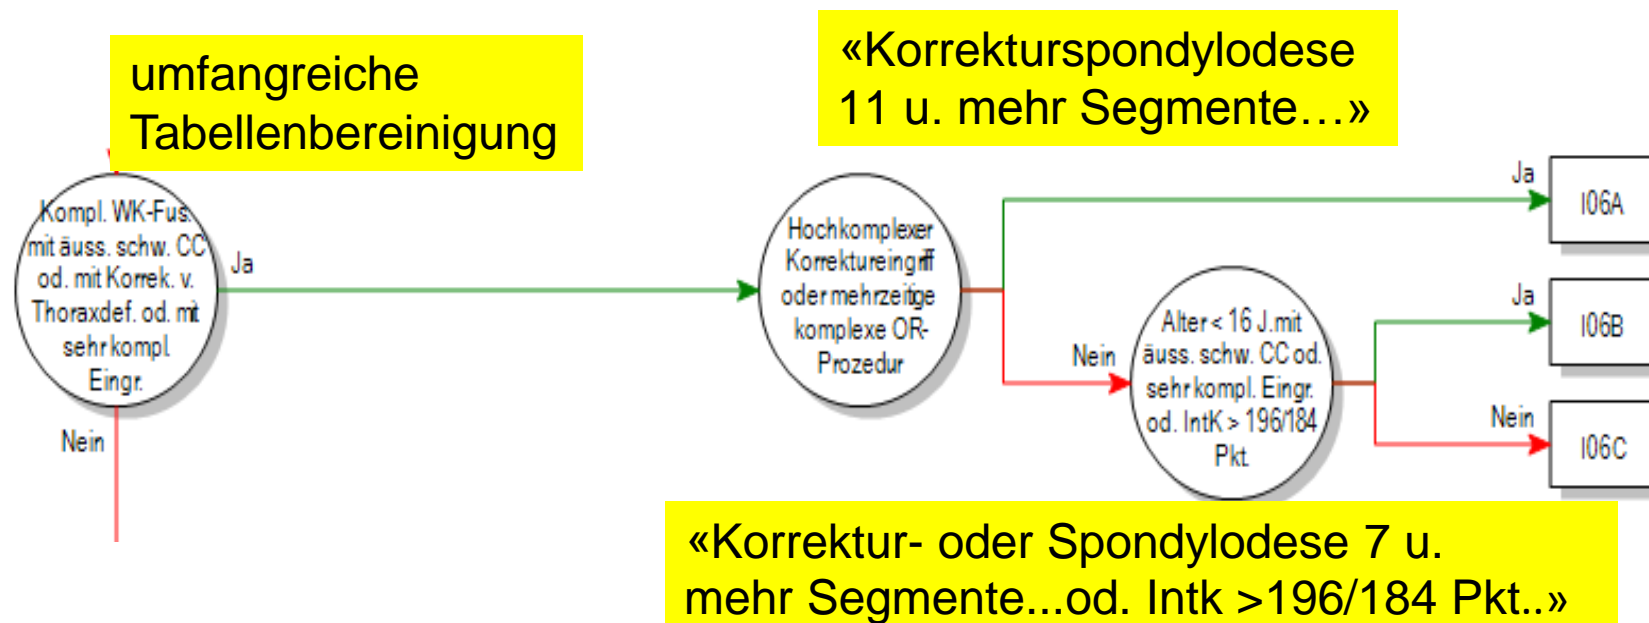 umfangreiche
Tabellenbereinigung
«Korrekturspondylodese
11 u. mehr Segmente…»
Kompl. WK-Fus.
mit äuss. schw. CC
od. mit Korrek. v.
Thoraxdef. od. mit
sehr kompl.
Eingr.
Ja
Nein
Hochkomplexer
Korrektureingriff
oder mehrzeitige
komplexe OR-
Prozedur
Ja
I06A
Nein
Alter < 16 J.mit
äuss. schw. CC od.
sehr kompl. Eingr.
od. IntK > 196/184
Pkt.
Ja
I06B
Nein
I06C
«Korrektur- oder Spondylodese 7 u.
mehr Segmente...od. Intk >196/184 Pkt..»